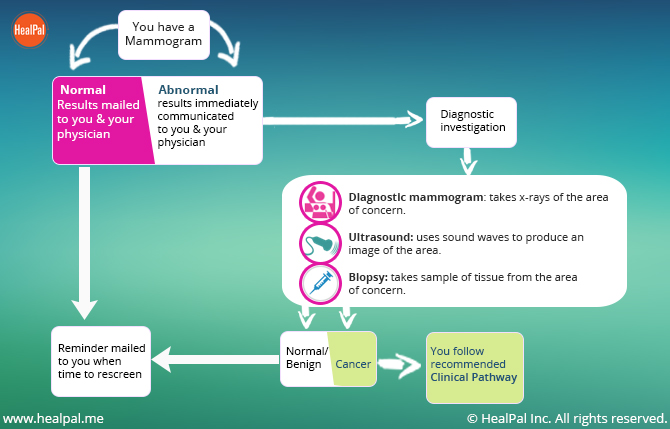 HealPal
You have a
Mammogram
Normal
Results mailed
to you & your
physician
Abnormal
results immediately
communicated
to you & your
physician
Diagnostic
investigation
Diagnostic mammogram: takes x-rays of the area
of concern.
Ultrasound: uses sound waves to produce an
image of the area.
Biopsy: takes sample of tissue from the area
of concern.
Reminder mailed
to you when
time to rescreen
Normal/
Benign
Cancer
You follow
recommended
Clinical Pathway
www.healpal.me
© HealPal Inc. All rights reserved.